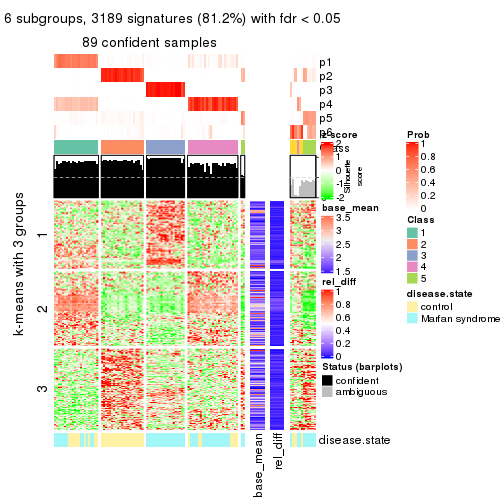 6 subgroups, 3189 signatures (81.2%) with fdr < 0.05
89 confident samples
p1
p2
p3
p4
p5
p6
z-score
2
1
0
-1
-2
Class
Silhouette
score
k-means with 3 groups
1
2
3
base_mean
3.5
3
2.5
2
1.5
rel_diff
1
0.8
0.6
0.4
0.2
0
Status (barplots)
confident
ambiguous
Prob
1
0.8
0.6
0.4
0.2
0
Class
1
2
3
4
5
disease.state
control
Marfan syndrome
disease.state
base_mean
rel_diff